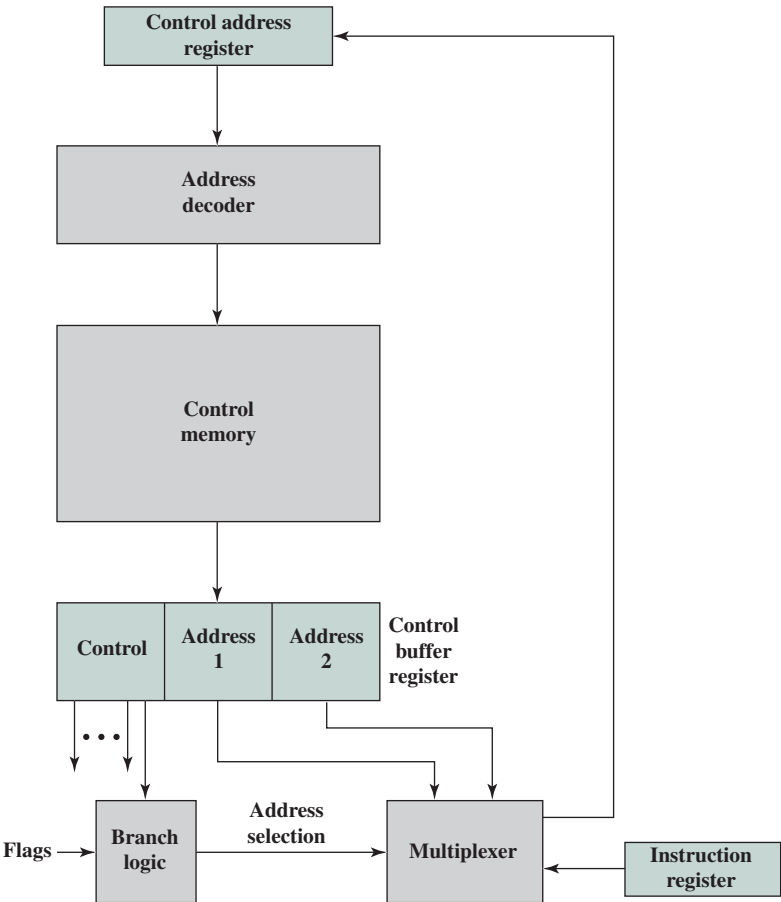 Control address
register
Address
decoder
Control
memory
Control
Address
1
Address
2
Control
buffer
register
Flags
Branch
logic
Address
selection
Multiplexer
Instruction
register